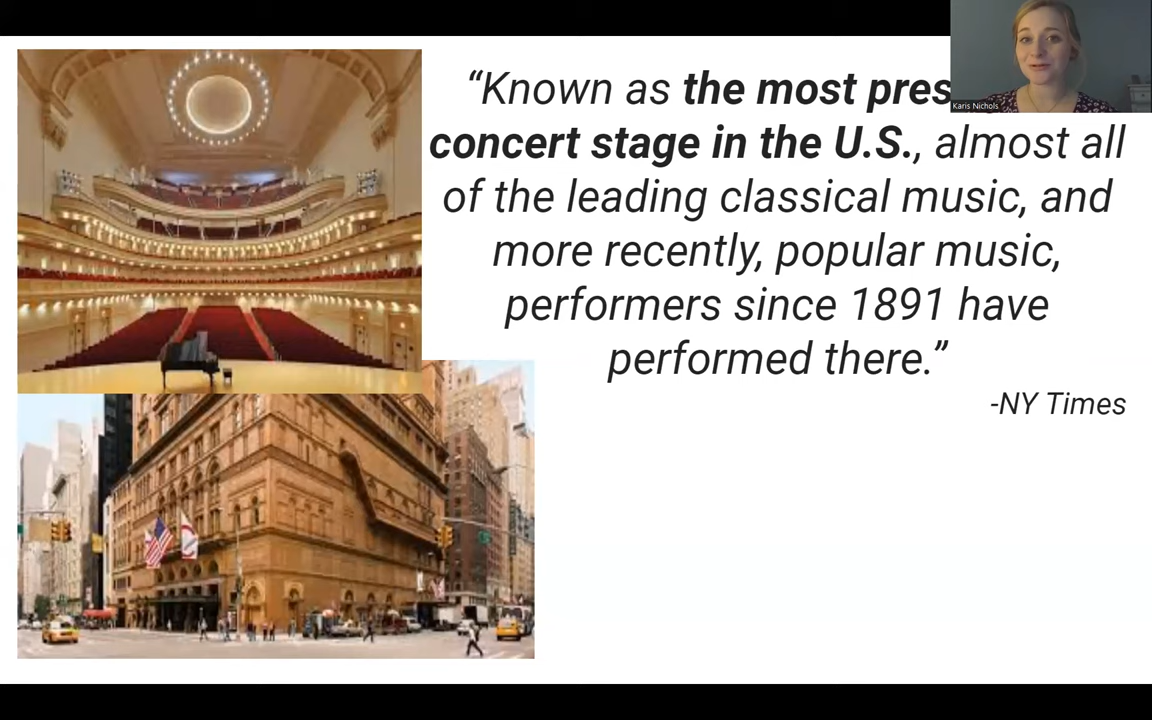 “Known as the most pres
concert stage in the U.S., almost all
of the leading classical music, and
more recently, popular music,
performers since 1891 have
performed there.”
-NY Times
Karis Nichols